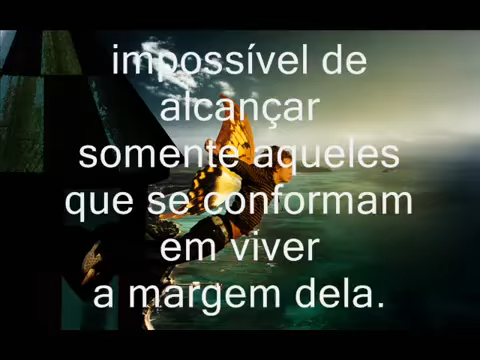 impossível de
alcançar
somente aqueles
que se conformam
em viver
a margem dela.